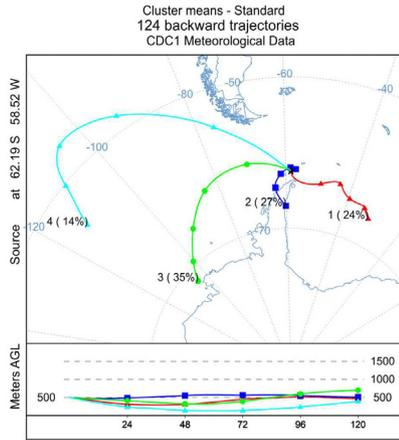 Cluster means - Standard
124 backward trajectories
CDC1 Meteorological Data
Source at 62.19 S 58.52 W
-60
-50
-40
-80
-100
-120
-70
4 ( 14%)
2 ( 27%)
1 ( 24%)
3 ( 35%)
Meters AGL
1500
1000
500
500
24 48 72 96 120